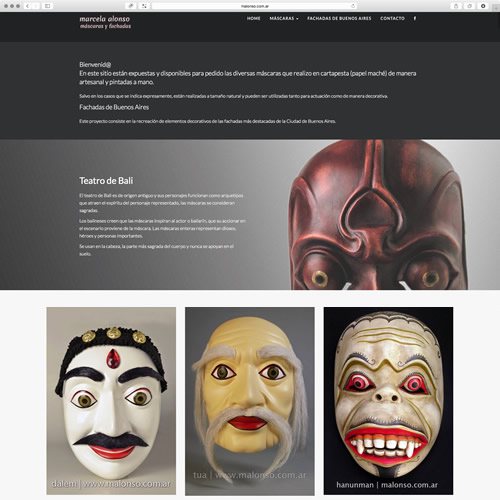 malonso.com.ar
marcela alonso
máscaras y fachadas
HOME MÁSCARAS FACHADAS DE BUENOS AIRES CONTACTO f
Bienvenid@
En este sitio están expuestas y disponibles para pedido las diversas máscaras que realizo en cartapesta (papel maché) de manera
artesanal y pintadas a mano.
Salvo en los casos que se indica expresamente, están realizadas a tamaño natural y pueden ser utilizadas tanto para actuación como de manera decorativa.
Fachadas de Buenos Aires
Este proyecto consiste en la recreación de elementos decorativos de las fachadas más destacadas de la Ciudad de Buenos Aires.
Teatro de Bali
El teatro de Bali es de origen antiguo y sus personajes funcionan como arquetipos
que atraen el espíritu del personaje representado, las máscaras se consideran
sagradas.
Los balineses creen que las máscaras inspiran al actor o bailarín, que su accionar en
el escenario proviene de la máscara. Las máscaras enteras representan dioses,
héroes y personas importantes.
Se usan en la cabeza, la parte más sagrada del cuerpo y nunca se apoyan en el
suelo.
dalem | www.malonso.com.ar
tua | www.malonso.com.ar
hanunman | malonso.com.ar